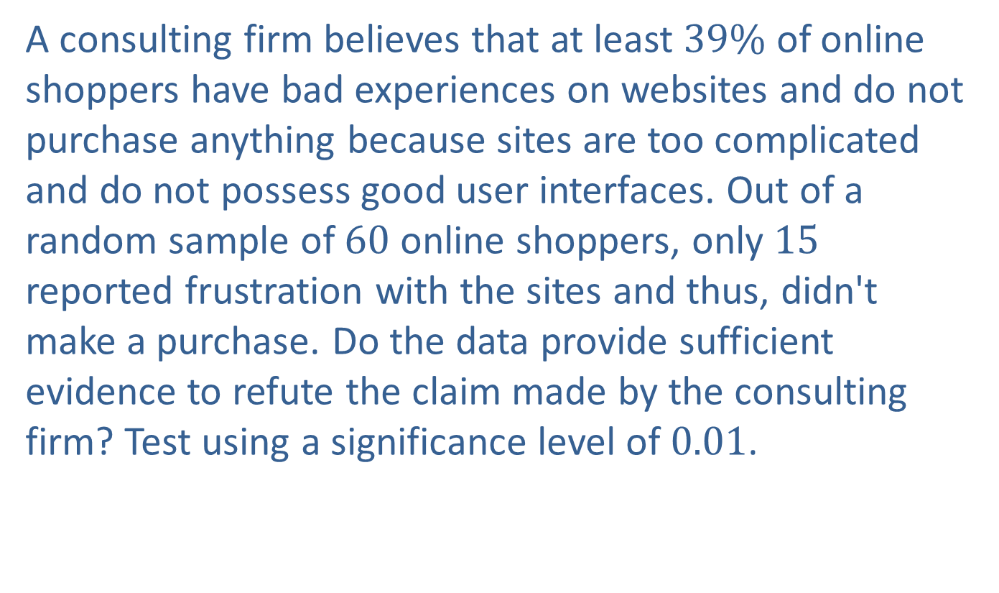 A consulting firm believes that at least 39% of online
shoppers have bad experiences on websites and do not
purchase anything because sites are too complicated
and do not possess good user interfaces. Out of a
random sample of 60 online shoppers, only 15
reported frustration with the sites and thus, didn't
make a purchase. Do the data provide sufficient
evidence to refute the claim made by the consulting
firm? Test using a significance level of 0.01.